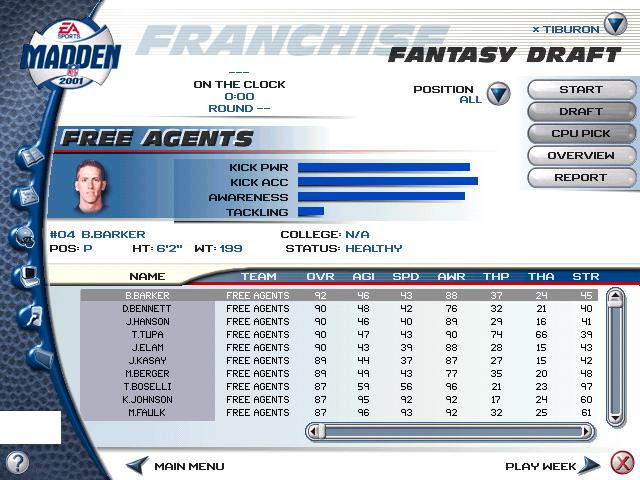 EA SPORTS
MADDEN
NFL
2001
FRANCHISE
× TIBURON
FANTASY DRAFT
---
ON THE CLOCK
0:00
ROUND --
POSITION
ALL
START
DRAFT
CPU PICK
OVERVIEW
REPORT
FREE AGENTS
KICK PWR
KICK ACC
AWARENESS
TACKLING
#04 B.BARKER COLLEGE: N/A
POS: P HT: 6'2" WT: 199 STATUS: HEALTHY
NAME TEAM OVR AGI SPD AWR THP THA STR
B.BARKER FREE AGENTS 92 46 43 88 37 24 45
D.BENNETT FREE AGENTS 90 48 42 76 32 21 40
J.HANSON FREE AGENTS 90 46 40 89 29 16 41
T.TUPA FREE AGENTS 90 47 43 90 74 66 39
J.ELAM FREE AGENTS 90 43 39 88 28 15 43
J.KASAY FREE AGENTS 89 44 37 87 27 15 42
M.BERGER FREE AGENTS 89 49 43 77 35 20 48
T.BOSELLI FREE AGENTS 87 59 56 96 21 23 97
K.JOHNSON FREE AGENTS 87 95 92 92 17 24 60
M.FAULK FREE AGENTS 87 96 93 92 32 25 61
? MAIN MENU PLAY WEEK X